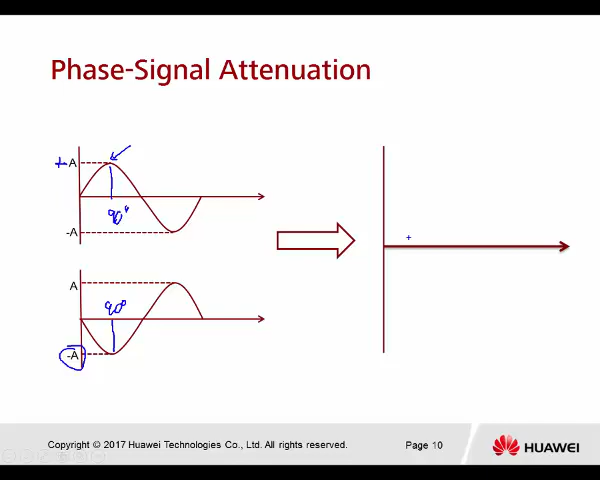 Phase-Signal Attenuation
+A
90°
-A
A
90°
-A
+
Copyright © 2017 Huawei Technologies Co., Ltd. All rights reserved.
Page 10
HUAWEI